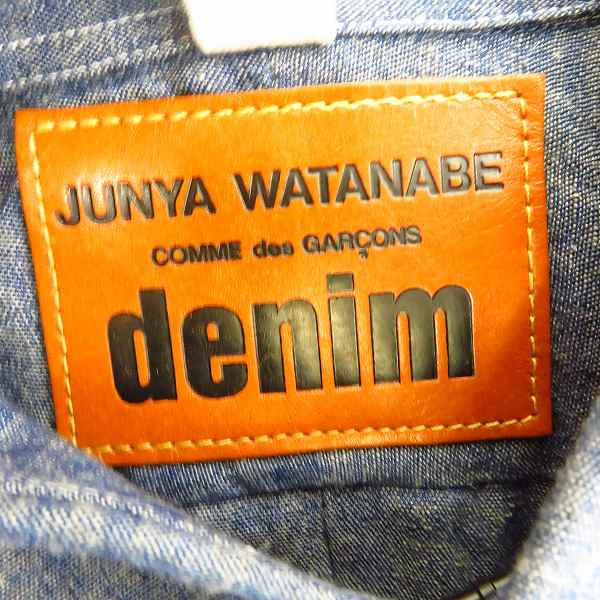 JUNYA WATANABE
COMME des GARÇONS
denim